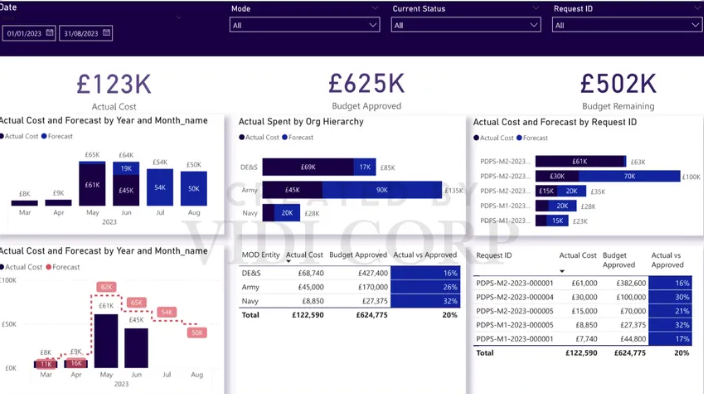 Date
Mode
Current Status
Request ID
01/01/2023
31/08/2023
All
All
All
£123K
Actual Cost
£625K
Budget Approved
£502K
Budget Remaining
Actual Cost and Forecast by Year and Month_name
Actual Cost Forecast
£8K £9K £65K £64K £54K £50K
£61K 19K £45K 54K 50K
Mar Apr May Jun Jul Aug
2023
Actual Spent by Org Hierarchy
Actual Cost Forecast
DE&S £69K 17K £85K
Army £45K 90K £135K
Navy 20K £28K
Actual Cost and Forecast by Request ID
Actual Cost Forecast
PDPS-M2-2023... £61K £63K
PDPS-M2-2023... £30K 70K £100K
PDPS-M2-2023... £15K 20K £35K
PDPS-M2-2023... 20K £28K
PDPS-M1-2023... 15K £23K
CREATED BY
VIDI CORP
Actual Cost and Forecast by Year and Month_name
Actual Cost Forecast
£100K
£50K
£0K
£8K £9K £61K £45K
11K 16K 82K 65K 54K 50K
Mar Apr May Jun Jul Aug
2023
MOD Entity Actual Cost Budget Approved Actual vs Approved
DE&S £68,740 £427,400 16%
Army £45,000 £170,000 26%
Navy £8,850 £27,375 32%
Total £122,590 £624,775 20%
Request ID Actual Cost Budget Approved Actual vs Approved
PDPS-M2-2023-000001 £61,000 £382,600 16%
PDPS-M2-2023-000004 £30,000 £100,000 30%
PDPS-M2-2023-000005 £15,000 £70,000 21%
PDPS-M1-2023-000005 £8,850 £27,375 32%
PDPS-M1-2023-000001 £7,740 £44,800 17%
Total £122,590 £624,775 20%